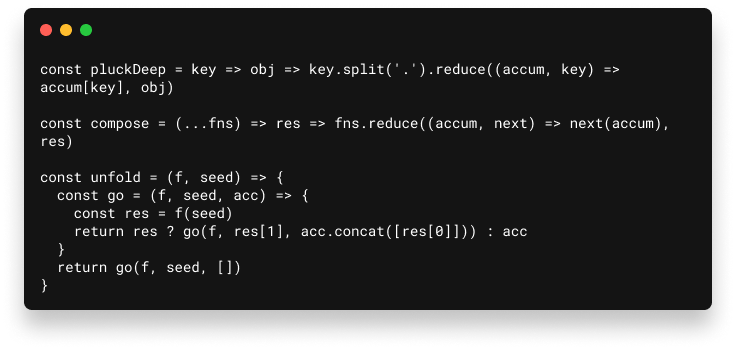 const pluckDeep = key => obj => key.split('.').reduce((accum, key) =>
accum[key], obj)
const compose = (...fns) => res => fns.reduce((accum, next) => next(accum),
res)
const unfold = (f, seed) => {
  const go = (f, seed, acc) => {
    const res = f(seed)
    return res ? go(f, res[1], acc.concat([res[0]])) : acc
  }
  return go(f, seed, [])
}